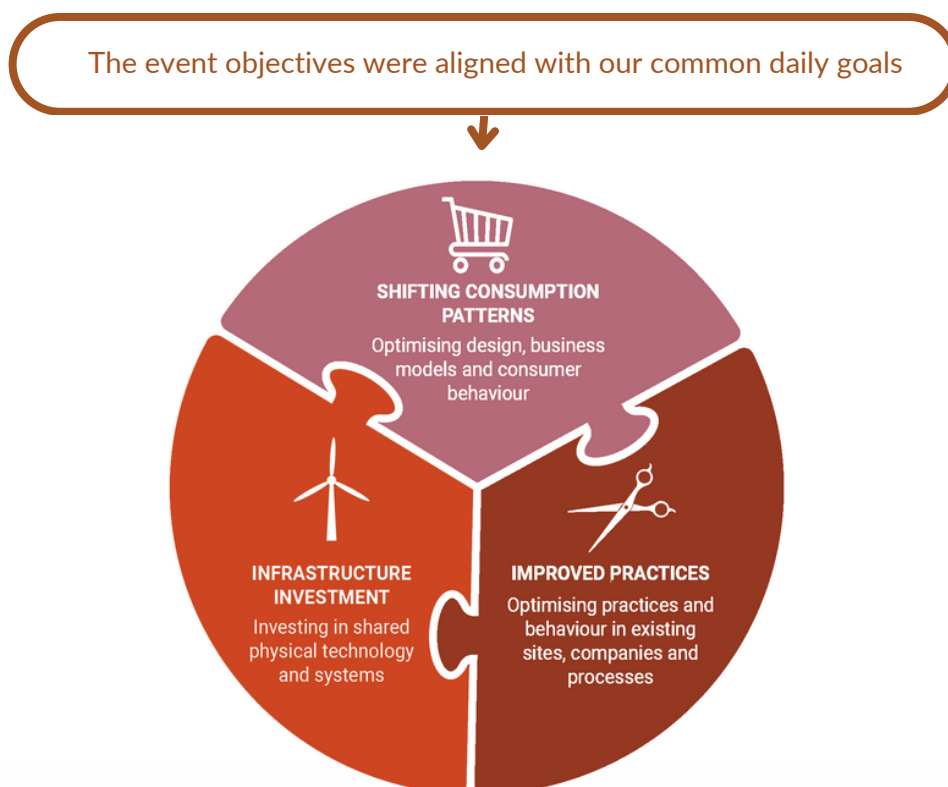 The event objectives were aligned with our common daily goals
SHIFTING CONSUMPTION
PATTERNS
Optimising design, business
models and consumer
behaviour
INFRASTRUCTURE
INVESTMENT
Investing in shared
physical technology
and systems
IMPROVED PRACTICES
Optimising practices and
behaviour in existing
sites, companies and
processes